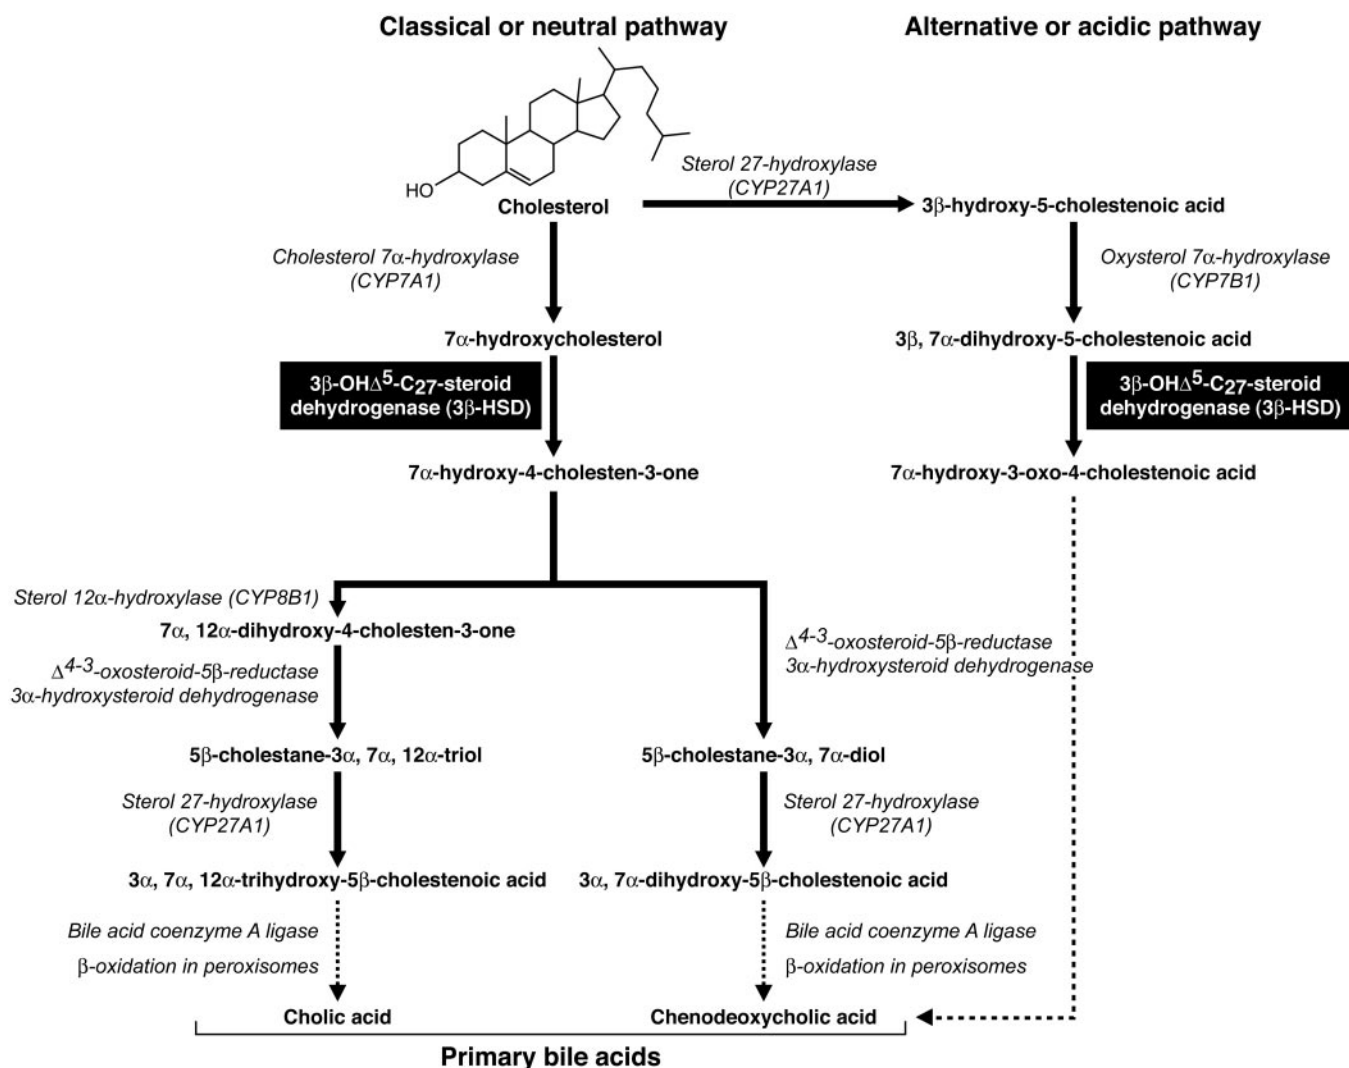 Classical or neutral pathway
Alternative or acidic pathway
HO
Cholesterol
Sterol 27-hydroxylase
(CYP27A1)
3β-hydroxy-5-cholestenoic acid
Cholesterol 7α-hydroxylase
(CYP7A1)
Oxysterol 7α-hydroxylase
(CYP7B1)
7α-hydroxycholesterol
3β, 7α-dihydroxy-5-cholestenoic acid
3β-OHΔ⁵-C₂₇-steroid
dehydrogenase (3β-HSD)
3β-OHΔ⁵-C₂₇-steroid
dehydrogenase (3β-HSD)
7α-hydroxy-4-cholesten-3-one
7α-hydroxy-3-oxo-4-cholestenoic acid
Sterol 12α-hydroxylase (CYP8B1)
7α, 12α-dihydroxy-4-cholesten-3-one
Δ⁴⁻³-oxosteroid-5β-reductase
3α-hydroxysteroid dehydrogenase
Δ⁴⁻³-oxosteroid-5β-reductase
3α-hydroxysteroid dehydrogenase
5β-cholestane-3α, 7α, 12α-triol
5β-cholestane-3α, 7α-diol
Sterol 27-hydroxylase
(CYP27A1)
Sterol 27-hydroxylase
(CYP27A1)
3α, 7α, 12α-trihydroxy-5β-cholestenoic acid
3α, 7α-dihydroxy-5β-cholestenoic acid
Bile acid coenzyme A ligase
β-oxidation in peroxisomes
Bile acid coenzyme A ligase
β-oxidation in peroxisomes
Cholic acid
Chenodeoxycholic acid
Primary bile acids